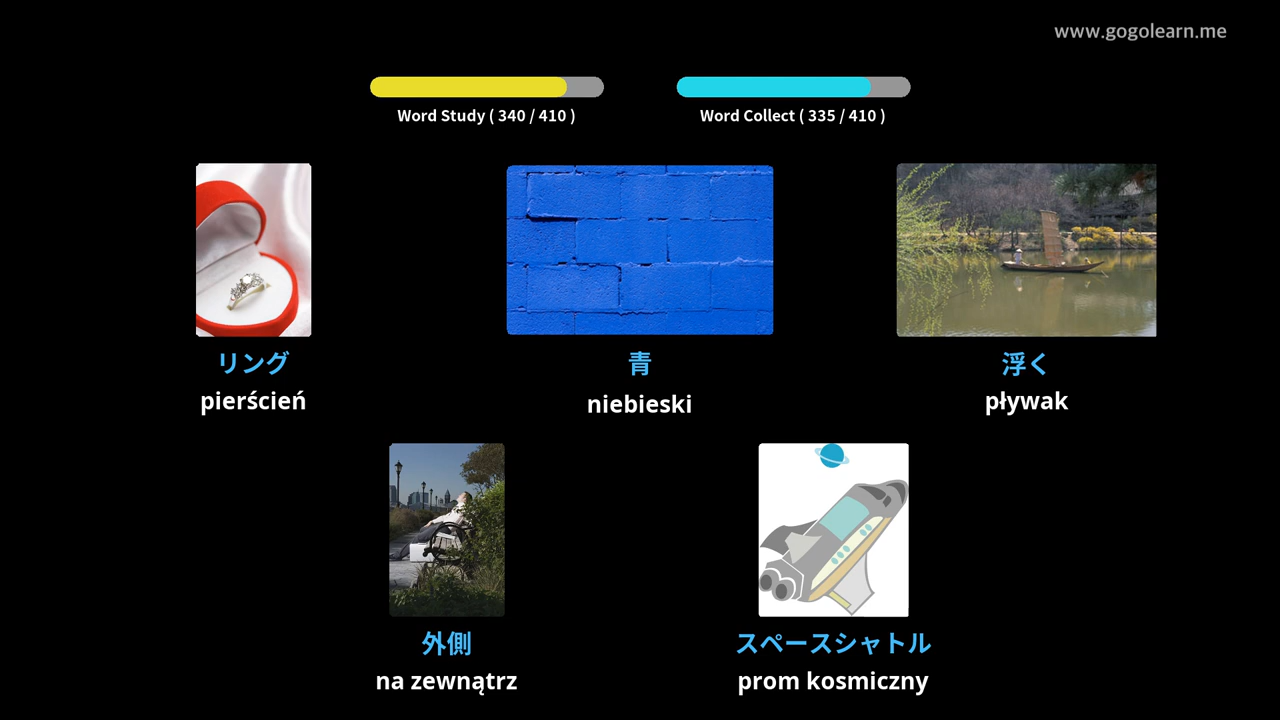 www.gogolearn.me
Word Study ( 340 / 410 )
Word Collect ( 335 / 410 )
リング
pierścień
青
niebieski
浮く
pływak
外側
na zewnątrz
スペースシャトル
prom kosmiczny